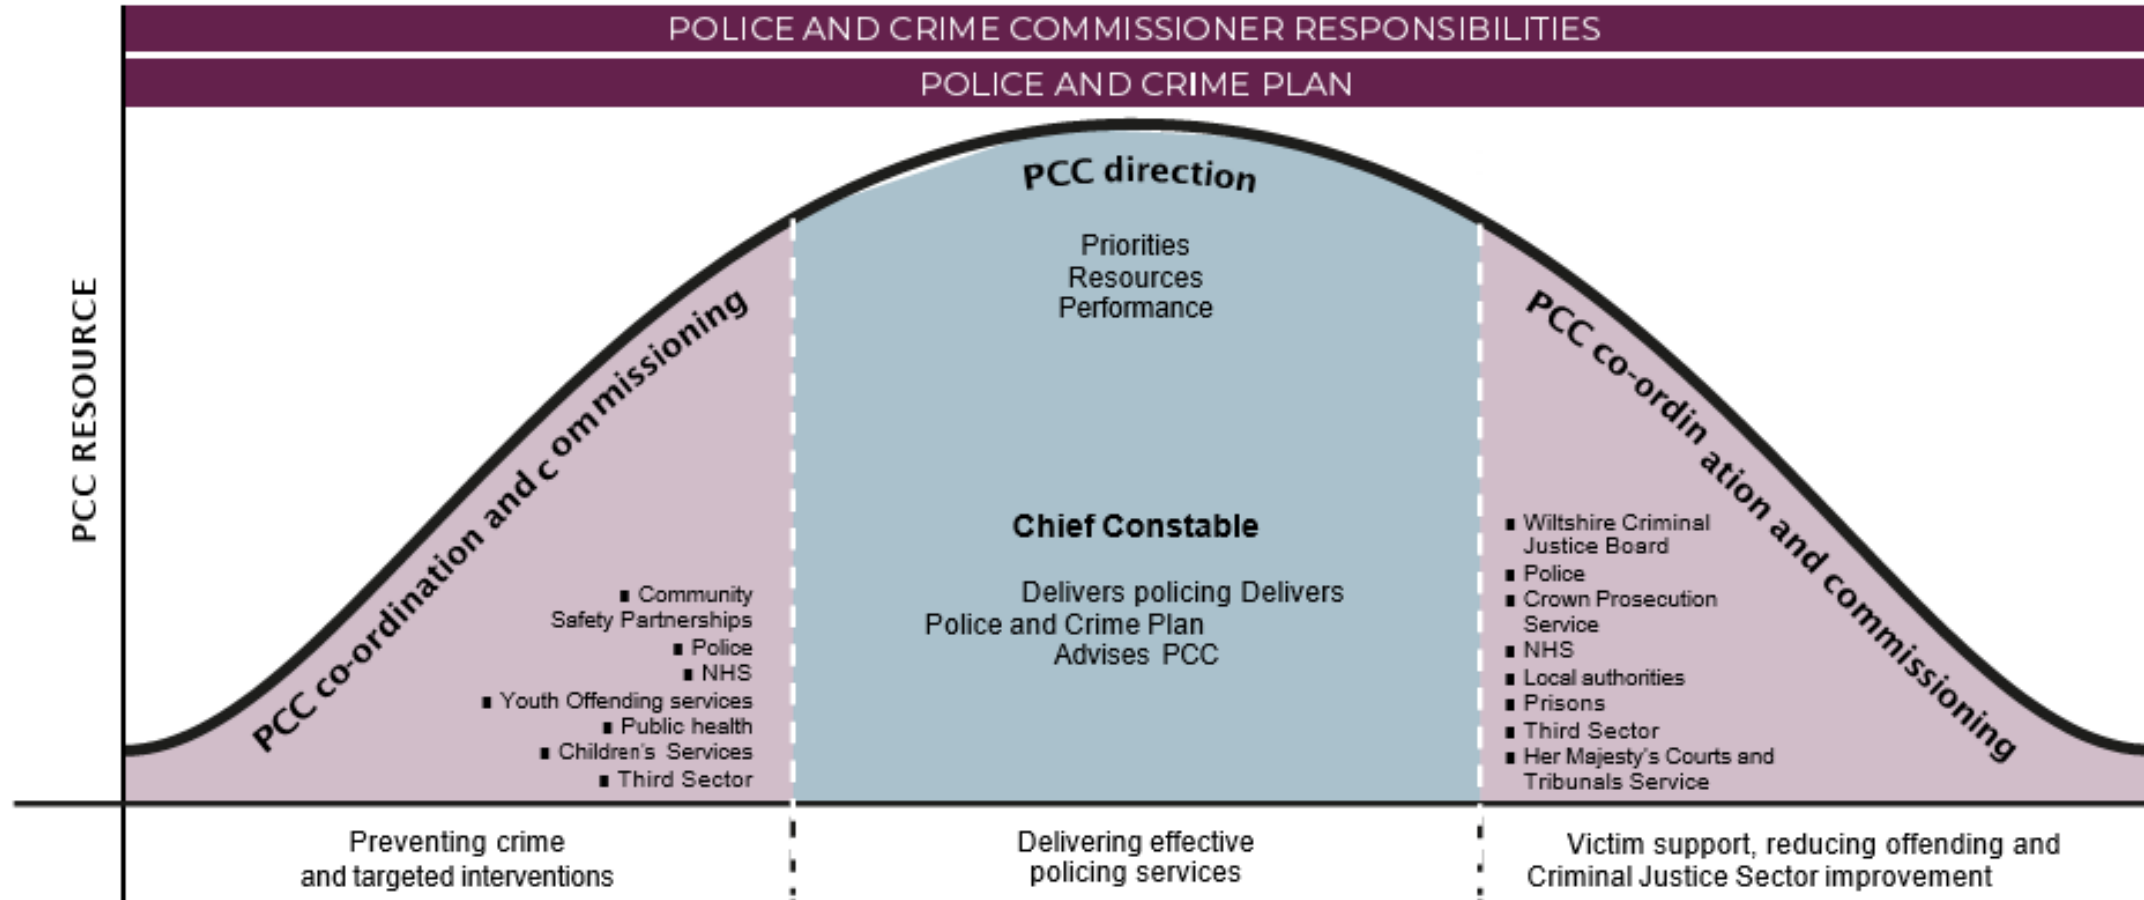 POLICE AND CRIME COMMISSIONER RESPONSIBILITIES
POLICE AND CRIME PLAN
PCC RESOURCE
PCC co-ordination and commissioning
▪ Community
Safety Partnerships
▪ Police
▪ NHS
▪ Youth Offending services
▪ Public health
▪ Children's Services
▪ Third Sector
PCC direction
Priorities
Resources
Performance
Chief Constable
Delivers policing Delivers
Police and Crime Plan
Advises PCC
PCC co-ordin ation and commissioning
▪ Wiltshire Criminal
Justice Board
▪ Police
▪ Crown Prosecution
Service
▪ NHS
▪ Local authorities
▪ Prisons
▪ Third Sector
▪ Her Majesty's Courts and
Tribunals Service
Preventing crime
and targeted interventions
Delivering effective
policing services
Victim support, reducing offending and
Criminal Justice Sector improvement